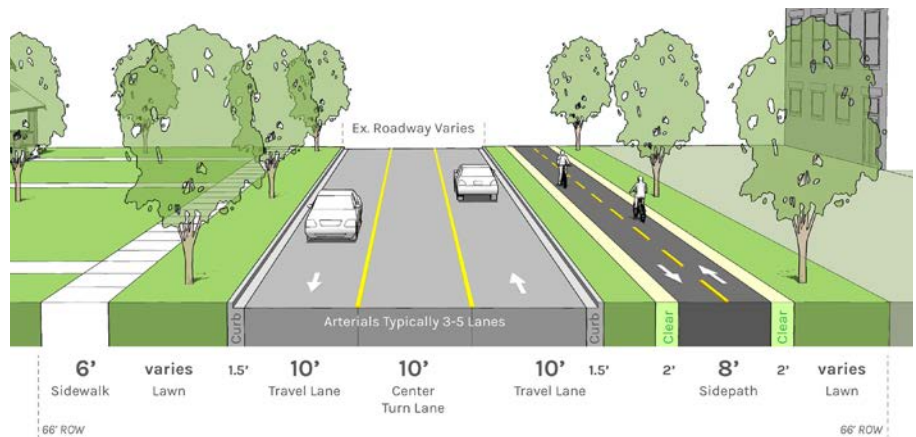 Ex. Roadway Varies
Arterials Typically 3-5 Lanes
Curb
Curb
Clear
Clear
6’ varies 1.5’ 10’ 10’ 10’ 1.5’ 2’ 8’ 2’ varies
Sidewalk Lawn Travel Lane Center Travel Lane Sidepath Lawn
Turn Lane
66' ROW 66' ROW